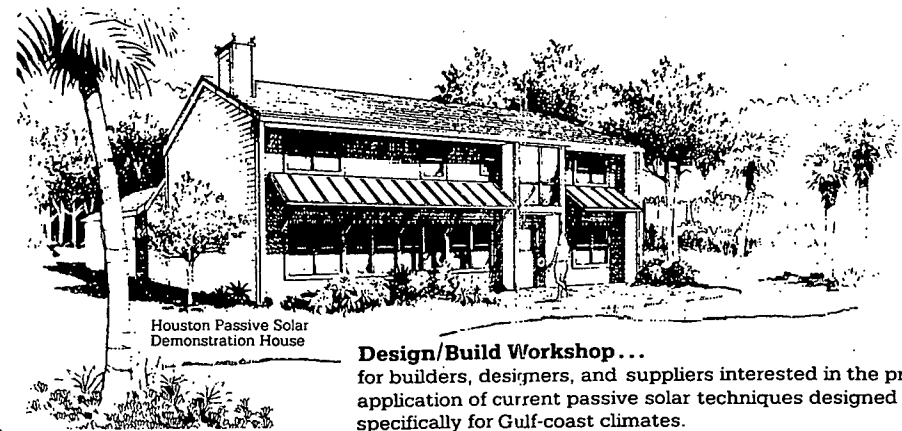 Houston Passive Solar
Demonstration House
Design/Build Workshop...
for builders, designers, and suppliers interested in the
application of current passive solar techniques designed
specifically for Gulf-coast climates.